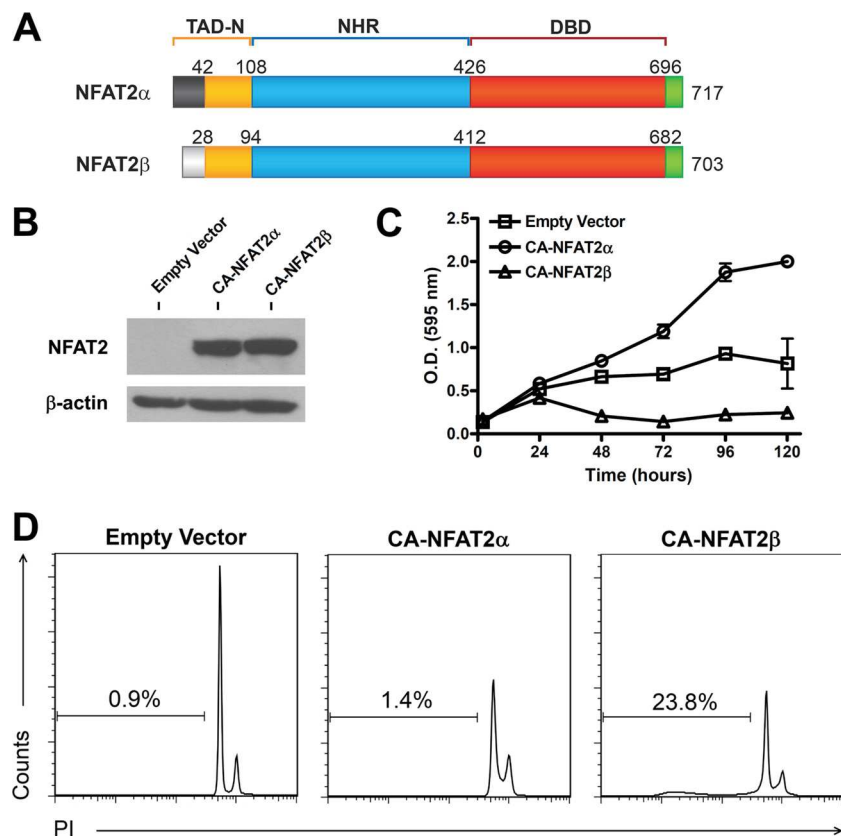 A
TAD-N NHR DBD
42 108 426 696
NFAT2α 717
28 94 412 682
NFAT2β 703
B
Empty Vector
CA-NFAT2α
CA-NFAT2β
NFAT2
β-actin
C
Empty Vector
CA-NFAT2α
CA-NFAT2β
O.D. (595 nm)
2.5
2.0
1.5
1.0
0.5
0.0
0 24 48 72 96 120
Time (hours)
D
Empty Vector CA-NFAT2α CA-NFAT2β
Counts
0.9% 1.4% 23.8%
PI